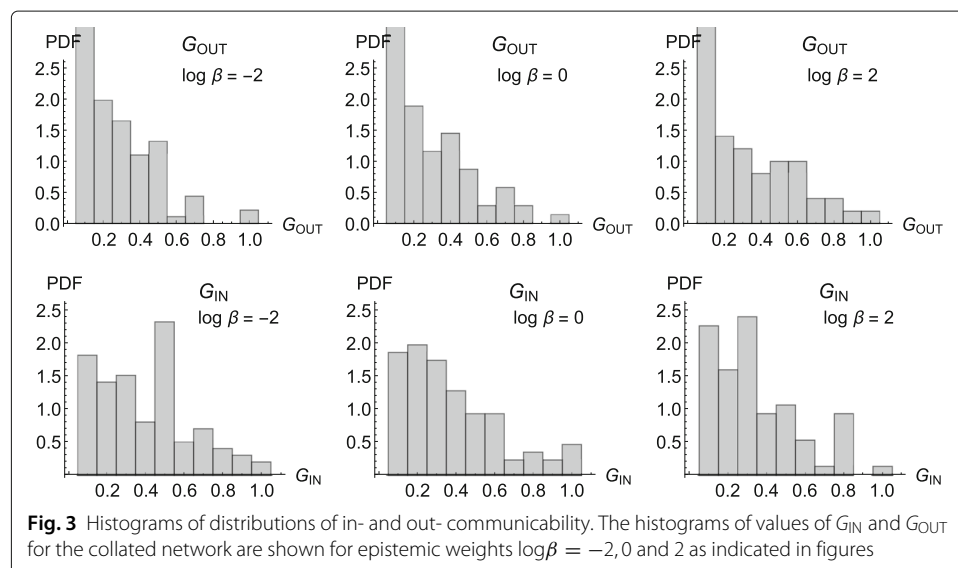 PDF
G_OUT
log β = −2
2.5
2.0
1.5
1.0
0.5
0.0
0.2 0.4 0.6 0.8 1.0
G_OUT
PDF
G_OUT
log β = 0
2.5
2.0
1.5
1.0
0.5
0.0
0.2 0.4 0.6 0.8 1.0
G_OUT
PDF
G_OUT
log β = 2
2.5
2.0
1.5
1.0
0.5
0.0
0.2 0.4 0.6 0.8 1.0
G_OUT
PDF
G_IN
log β = −2
2.5
2.0
1.5
1.0
0.5
0.2 0.4 0.6 0.8 1.0
G_IN
PDF
G_IN
log β = 0
2.5
2.0
1.5
1.0
0.5
0.2 0.4 0.6 0.8 1.0
G_IN
PDF
G_IN
log β = 2
2.5
2.0
1.5
1.0
0.5
0.2 0.4 0.6 0.8 1.0
G_IN
Fig. 3 Histograms of distributions of in- and out- communicability. The histograms of values of G_IN and G_OUT
for the collated network are shown for epistemic weights logβ = −2, 0 and 2 as indicated in figures